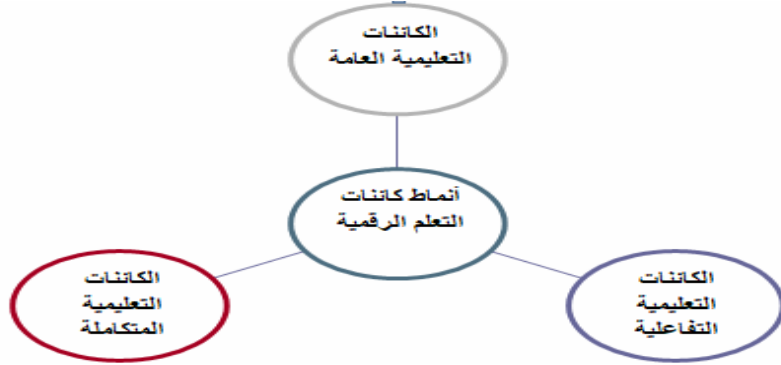 الكائنات
التعليمية العامة
أنماط كائنات
التعلم الرقمية
الكائنات
التعليمية
التفاعلية
الكائنات
التعليمية
المتكاملة